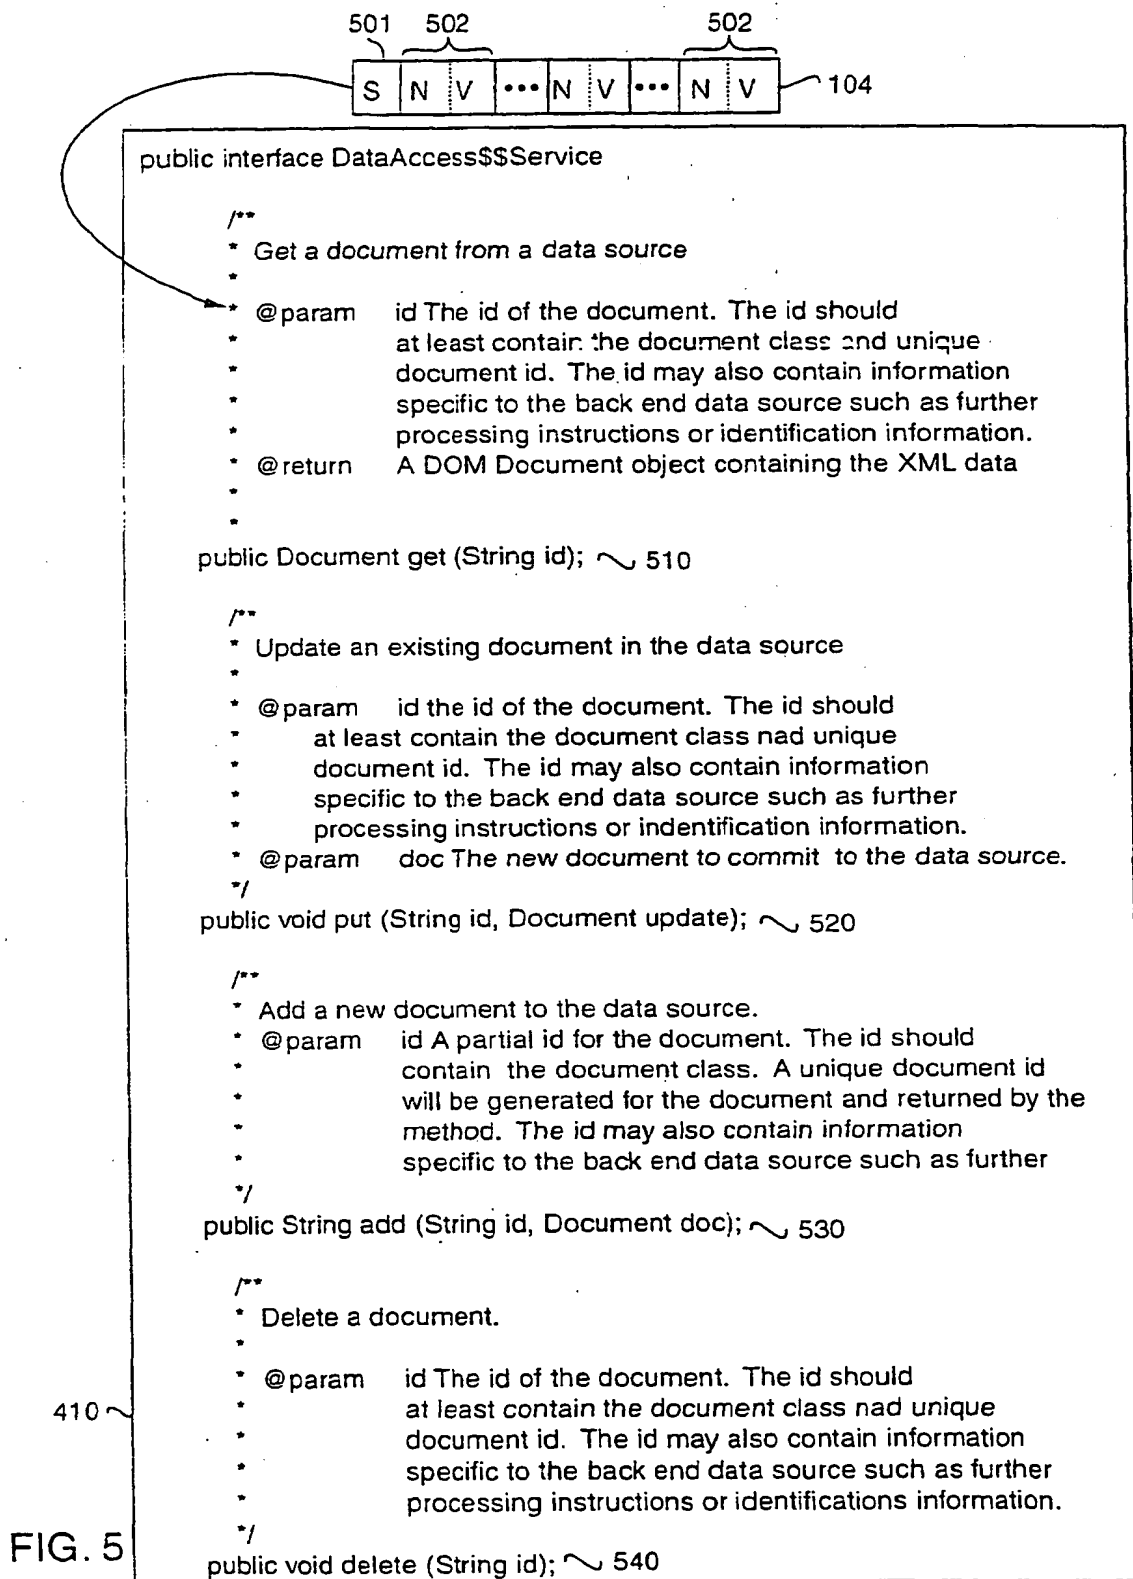 501 502 502
S N V ••• N V ••• N V 104
public interface DataAccess$$Service
/**
* Get a document from a data source
*
* @param id The id of the document. The id should
* at least contain the document class and unique
* document id. The id may also contain information
* specific to the back end data source such as further
* processing instructions or identification information.
* @return A DOM Document object containing the XML data
*
*
public Document get (String id); 510
/**
* Update an existing document in the data source
*
* @param id the id of the document. The id should
* at least contain the document class nad unique
* document id. The id may also contain information
* specific to the back end data source such as further
* processing instructions or indentification information.
* @param doc The new document to commit to the data source.
*/
public void put (String id, Document update); 520
/**
* Add a new document to the data source.
* @param id A partial id for the document. The id should
* contain the document class. A unique document id
* will be generated for the document and returned by the
* method. The id may also contain information
* specific to the back end data source such as further
*/
public String add (String id, Document doc); 530
/**
* Delete a document.
*
* @param id The id of the document. The id should
410 * at least contain the document class nad unique
* document id. The id may also contain information
* specific to the back end data source such as further
* processing instructions or identifications information.
*/
FIG. 5
public void delete (String id); 540